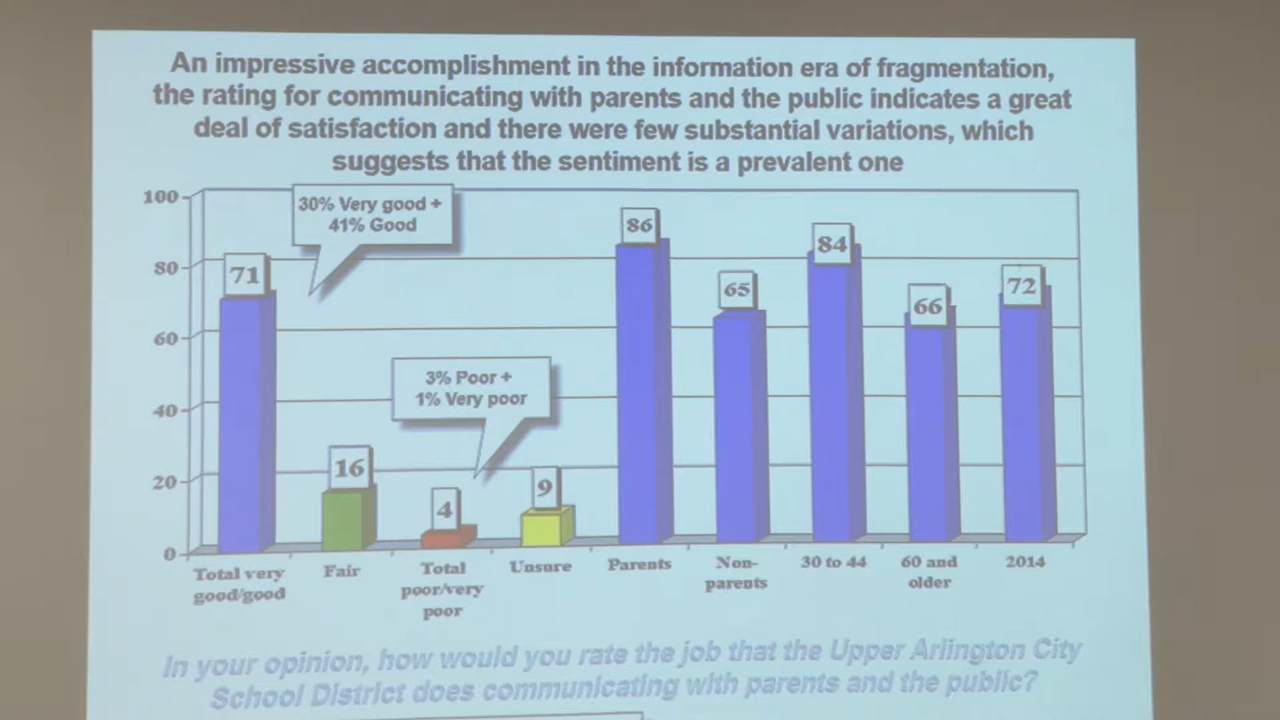 An impressive accomplishment in the information era of fragmentation,
the rating for communicating with parents and the public indicates a great
deal of satisfaction and there were few substantial variations, which
suggests that the sentiment is a prevalent one
100
80
60
40
20
0
30% Very good +
41% Good
3% Poor +
1% Very poor
71
16
4
9
86
65
84
66
72
Total very
good/good
Fair
Total
poor/very
poor
Unsure
Parents
Non-
parents
30 to 44
60 and
older
2014
In your opinion, how would you rate the job that the Upper Arlington City
School District does communicating with parents and the public?